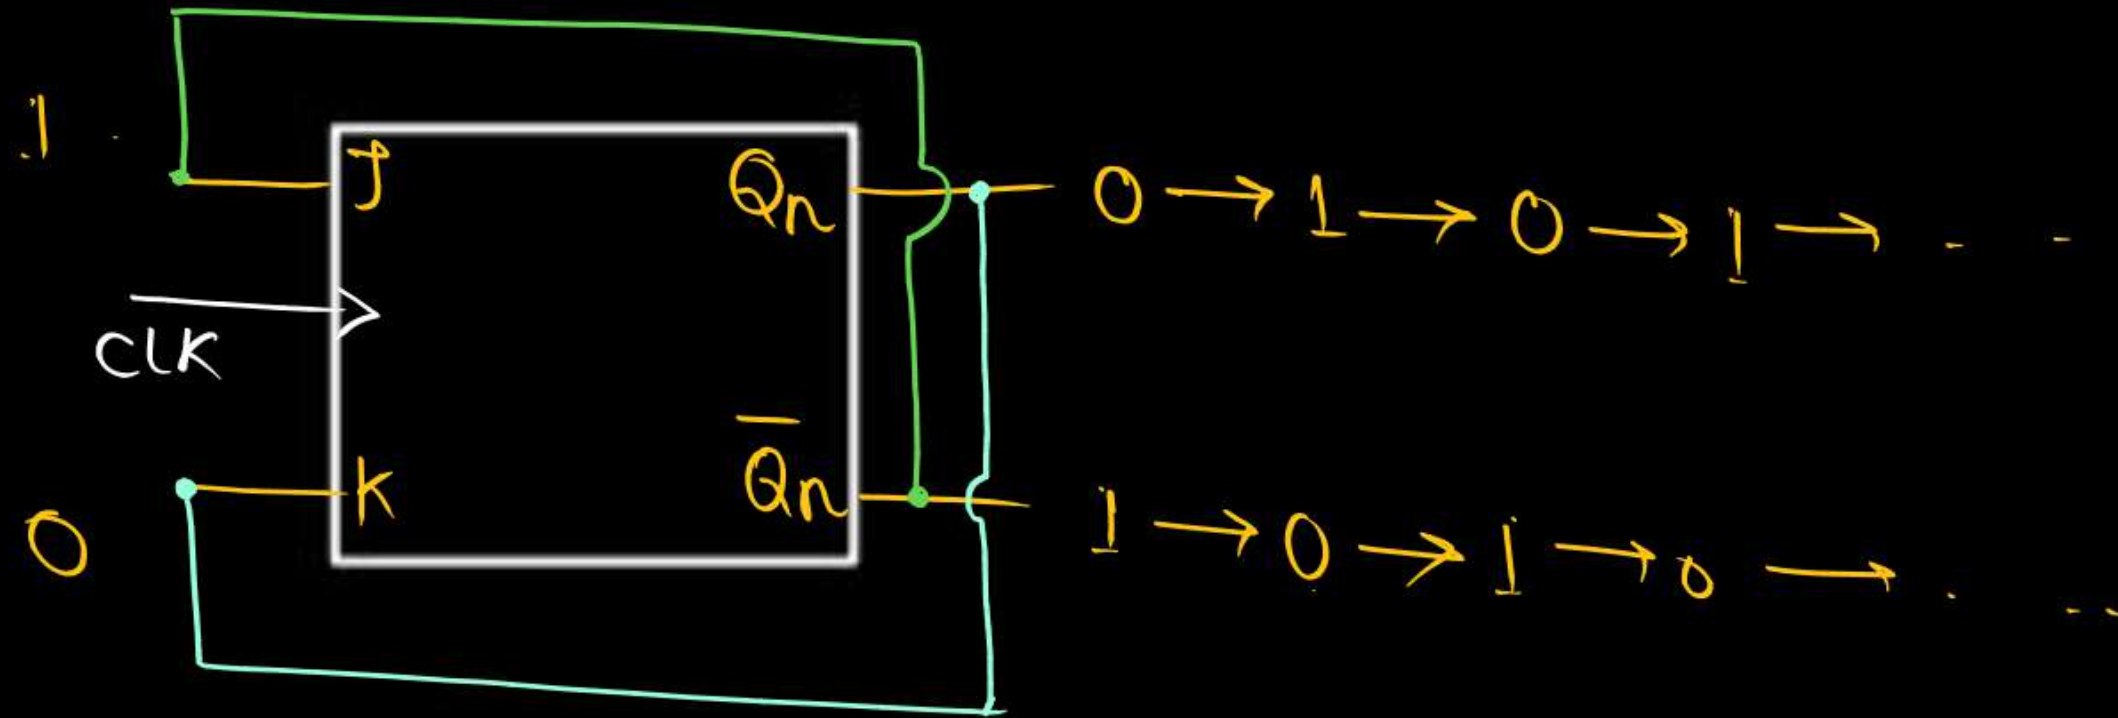 1
J
Qn
0 → 1 → 0 → 1 → . .
CLK
K
Q̅n
1 → 0 → 1 → 0 → . ..
0